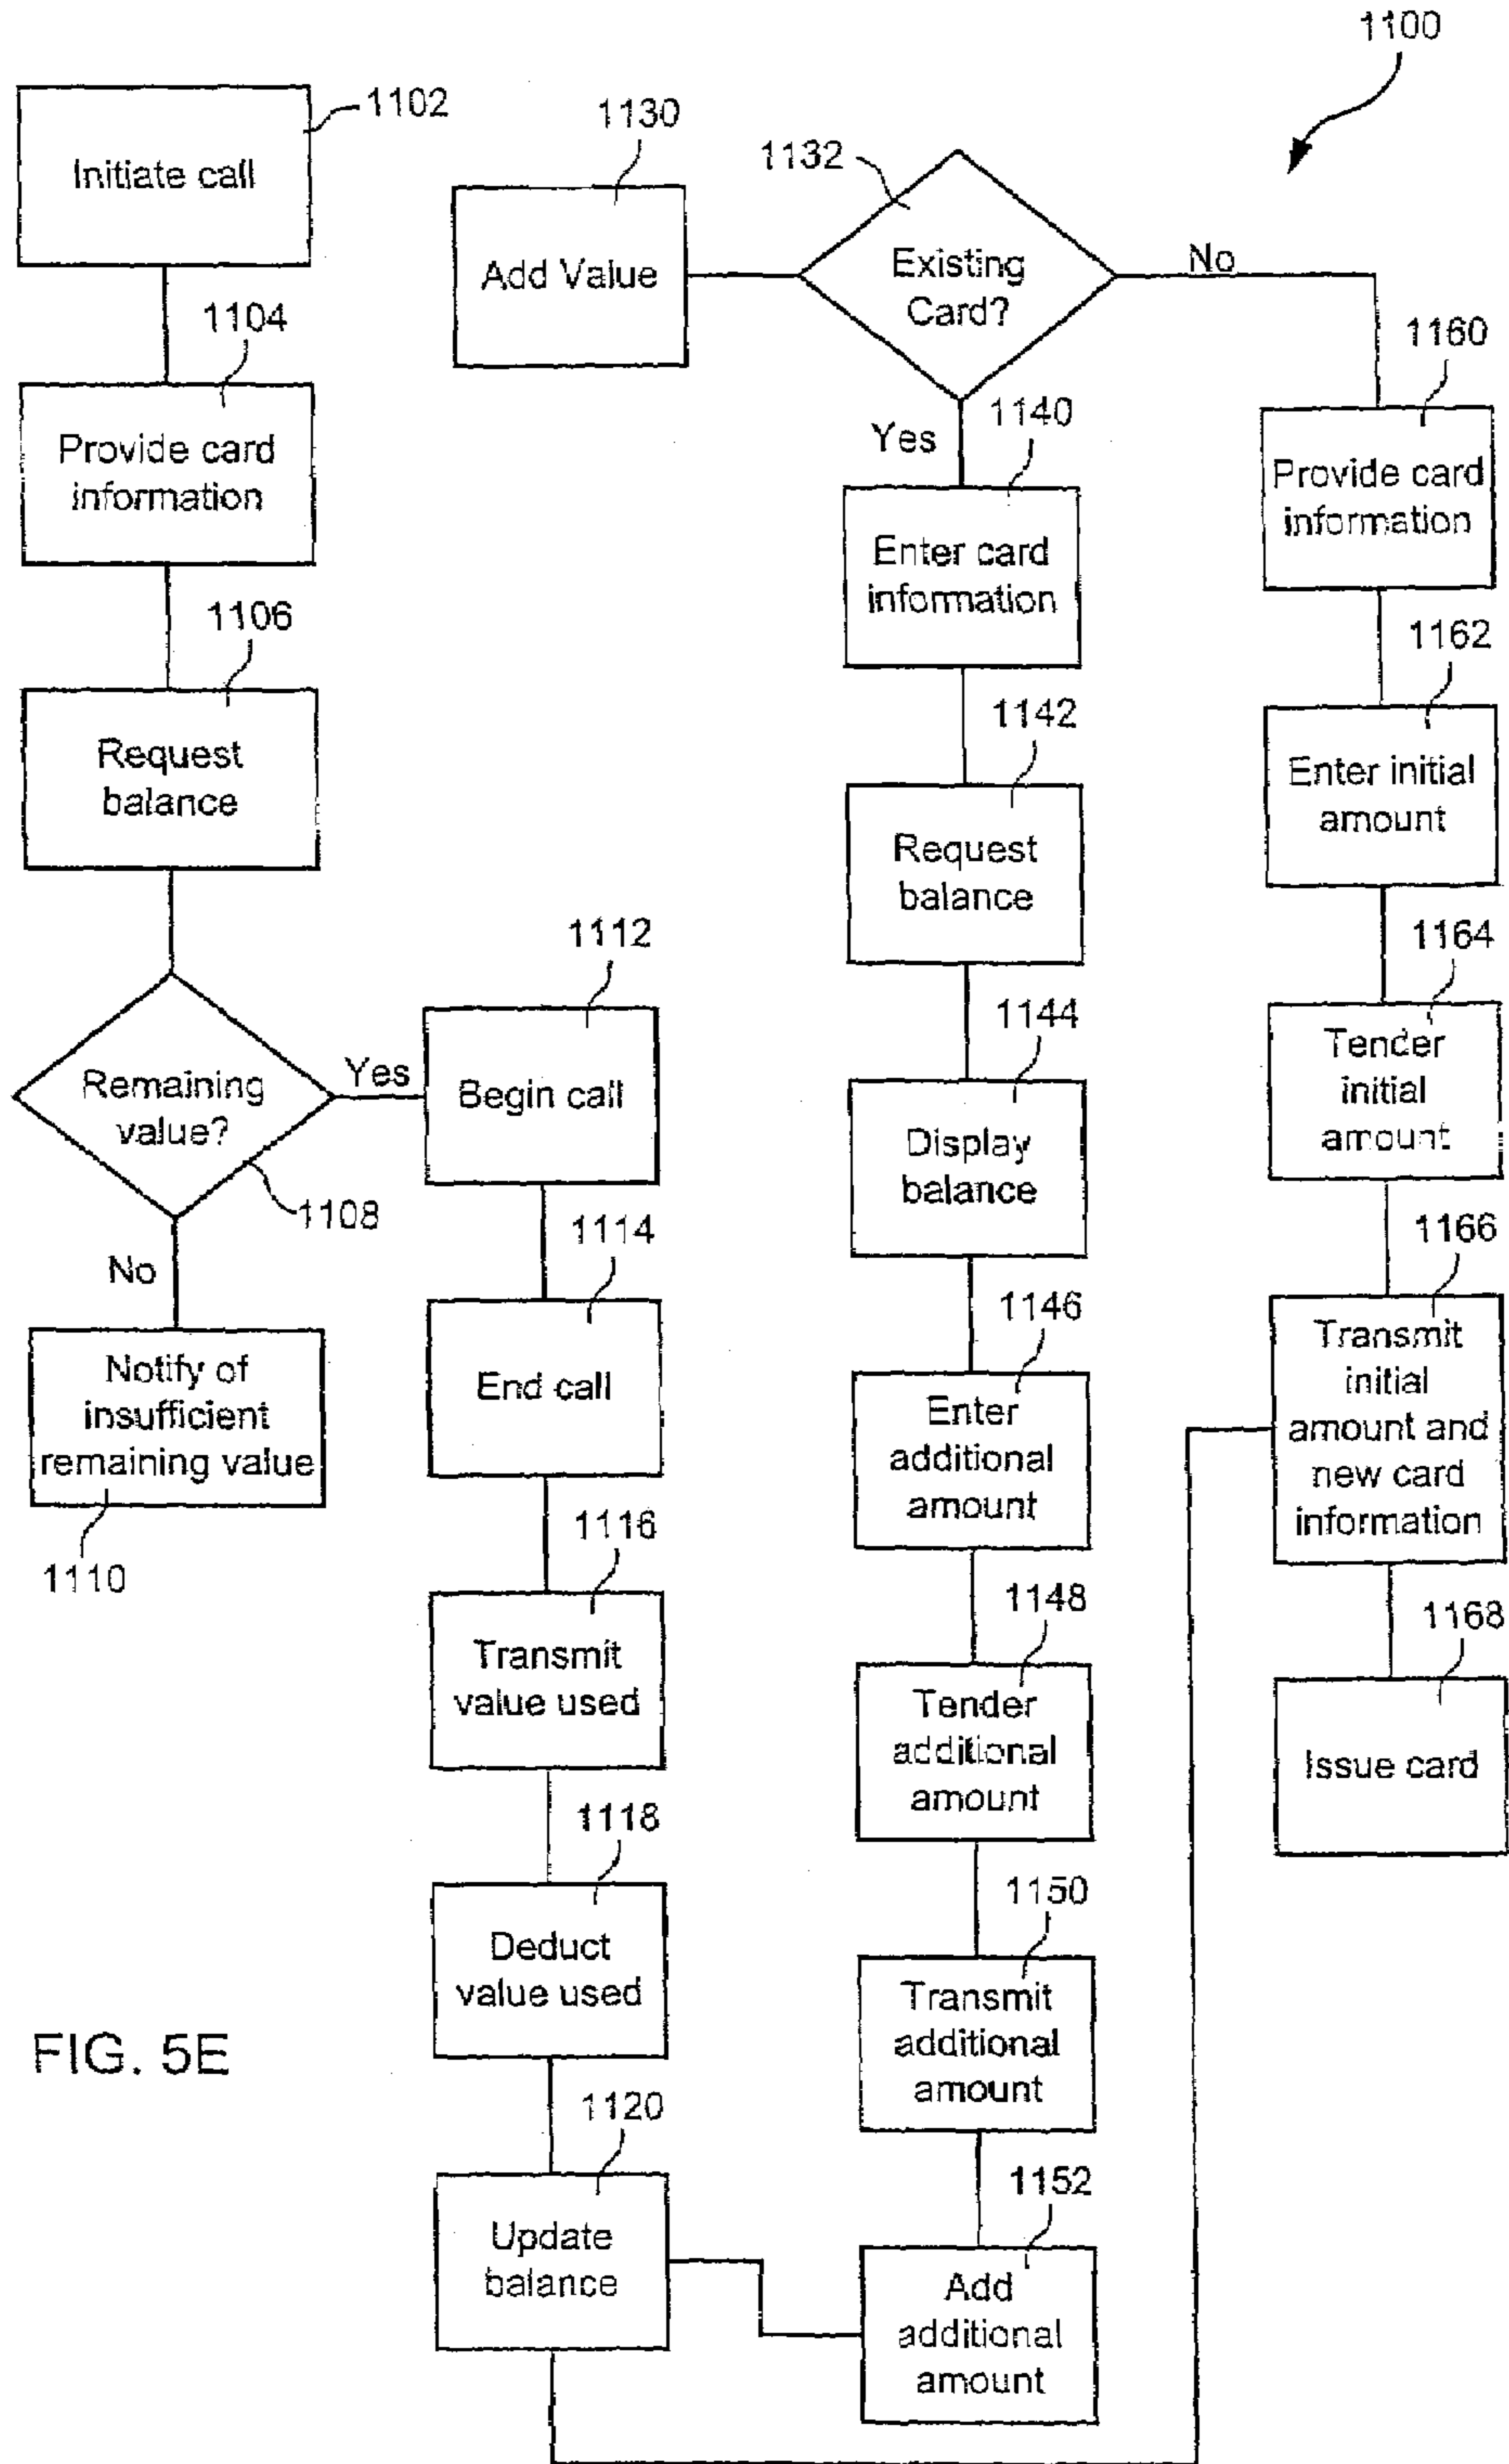 1100
1102
Initiate call
1104
Provide card
information
1106
Request
balance
Remaining
value?
1108
Yes
No
Notify of
insufficient
remaining value
1110
1112
Begin call
1114
End call
1116
Transmit
value used
1118
Deduct
value used
1120
Update
balance
1130
Add Value
1132
Existing
Card?
No
Yes
1140
Enter card
information
1142
Request
balance
1144
Display
balance
1146
Enter
additional
amount
1148
Tender
additional
amount
1150
Transmit
additional
amount
1152
Add
additional
amount
1160
Provide card
information
1162
Enter initial
amount
1164
Tender
initial
amount
1166
Transmit
initial
amount and
new card
information
1168
Issue card
FIG. 5E